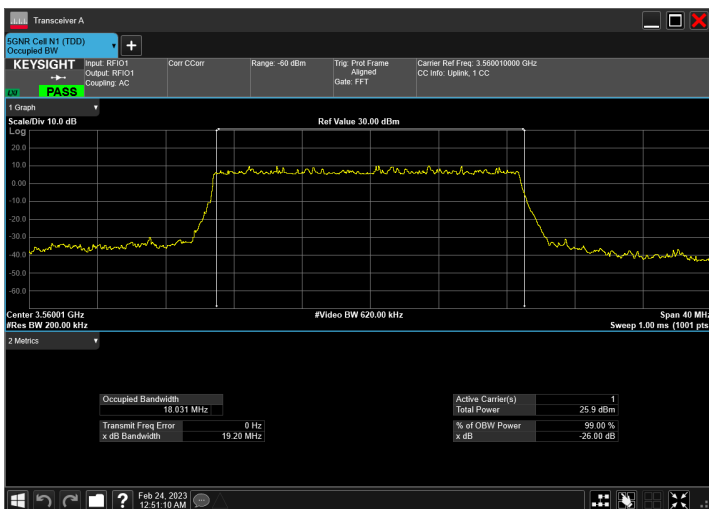 Transceiver A
5GNR Cell N1 (TDD)
Occupied BW
KEYSIGHT
PASS
Input: RFIO1
Output: RFIO1
Coupling: AC
Corr CCorr
Range: -60 dBm
Trig: Prot Frame
Aligned
Gate: FFT
Carrier Ref Freq: 3.560010000 GHz
CC Info: Uplink, 1 CC
1 Graph
Scale/Div 10.0 dB
Ref Value 30.00 dBm
Log
20.0
10.0
0.00
-10.0
-20.0
-30.0
-40.0
-50.0
-60.0
Center 3.56001 GHz
#Video BW 620.00 kHz
Span 40 MHz
#Res BW 200.00 kHz
Sweep 1.00 ms (1001 pts
2 Metrics
Occupied Bandwidth
18.031 MHz
Transmit Freq Error 0 Hz
x dB Bandwidth 19.20 MHz
Active Carrier(s) 1
Total Power 25.9 dBm
% of OBW Power 99.00 %
x dB -26.00 dB
?
Feb 24, 2023
12:51:10 AM